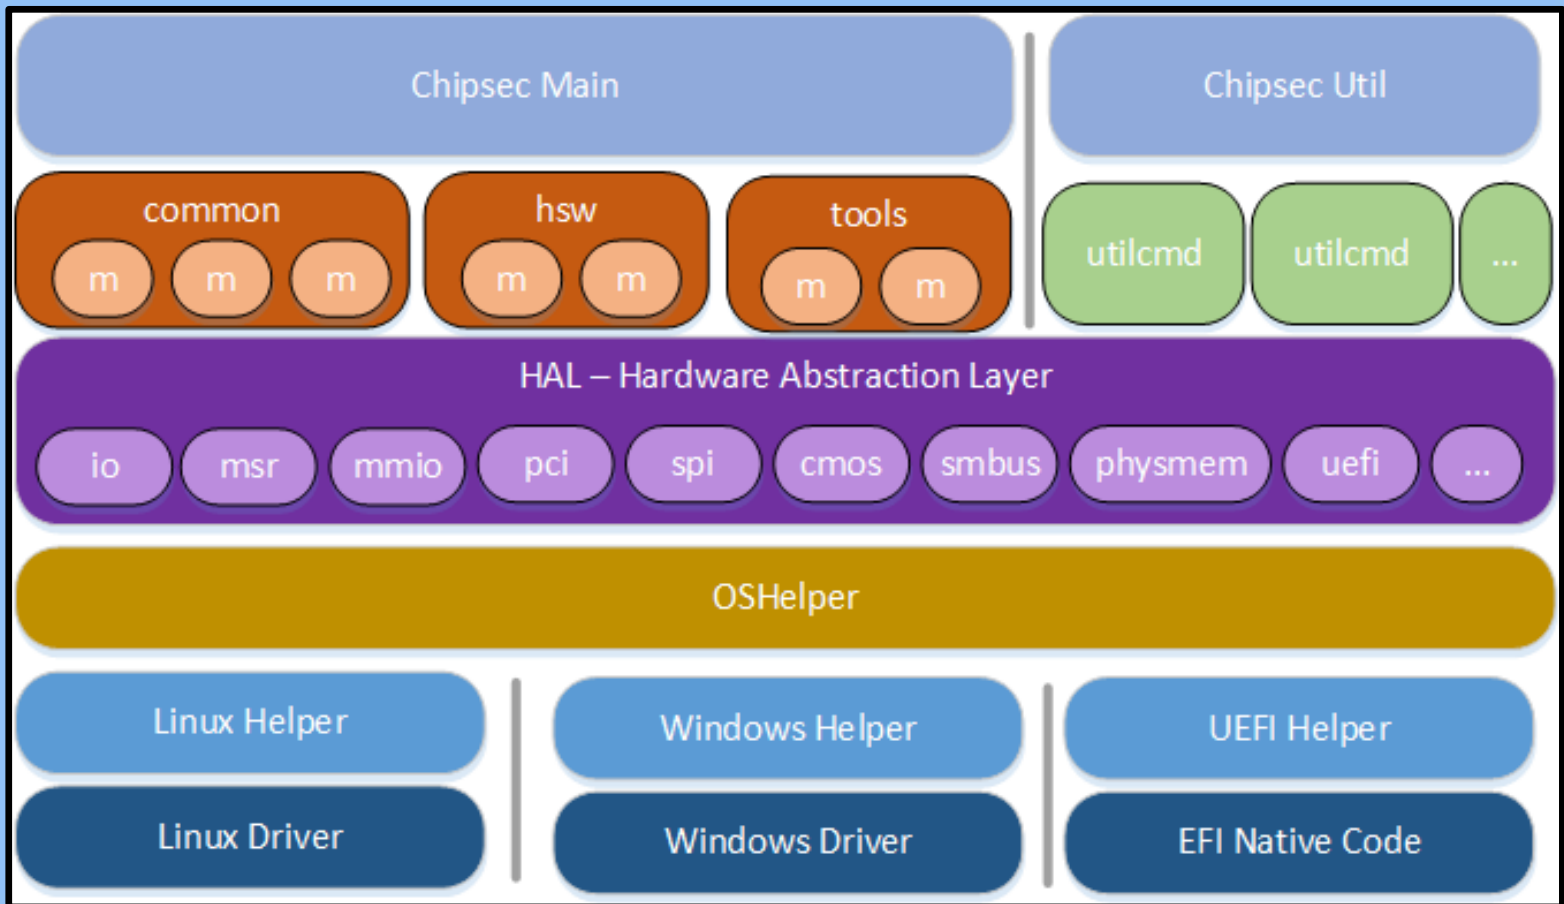 Chipsec Main
Chipsec Util
common
m m m
hsw
m m
tools
m m
utilcmd
utilcmd
...
HAL – Hardware Abstraction Layer
io msr mmio pci spi cmos smbus physmem uefi ...
OSHelper
Linux Helper
Windows Helper
UEFI Helper
Linux Driver
Windows Driver
EFI Native Code